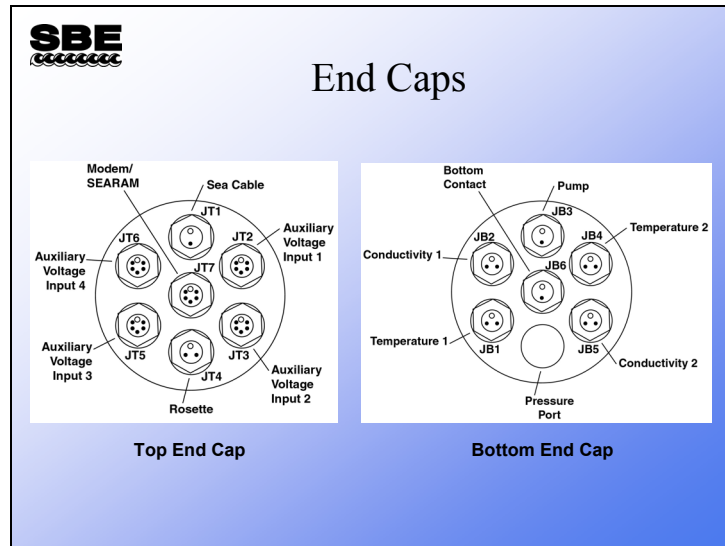 SBE
End Caps
Modem/
SEARAM
Sea Cable
JT1
JT6
JT2
Auxiliary
Voltage
Input 1
Auxiliary
Voltage
Input 4
JT7
Auxiliary
Voltage
Input 3
JT5
JT4
JT3
Auxiliary
Voltage
Input 2
Rosette
Top End Cap
Bottom
Contact
Pump
JB3
JB2
JB4
Temperature 2
Conductivity 1
JB6
Temperature 1
JB1
JB5
Conductivity 2
Pressure
Port
Bottom End Cap